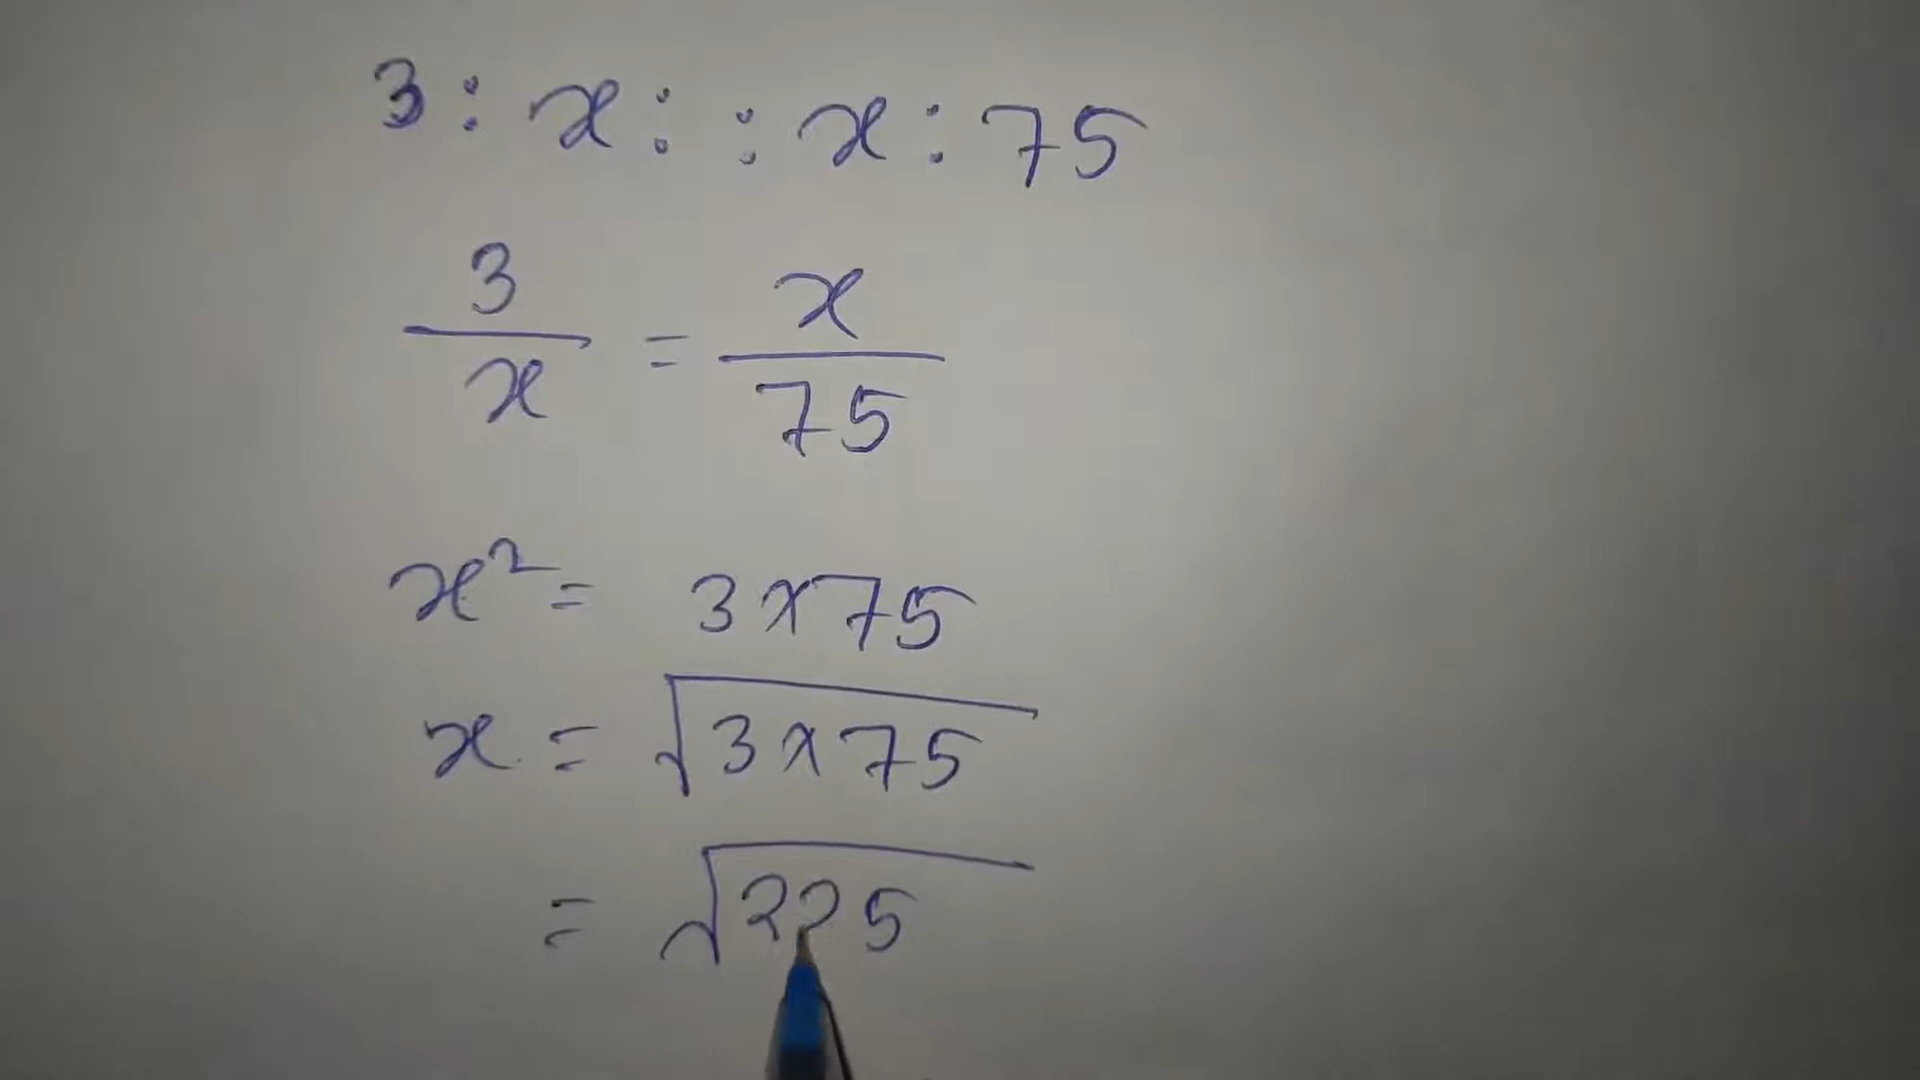 3 : x : : x : 75
3/x = x/75
x² = 3 × 75
x = √3 × 75
= √225